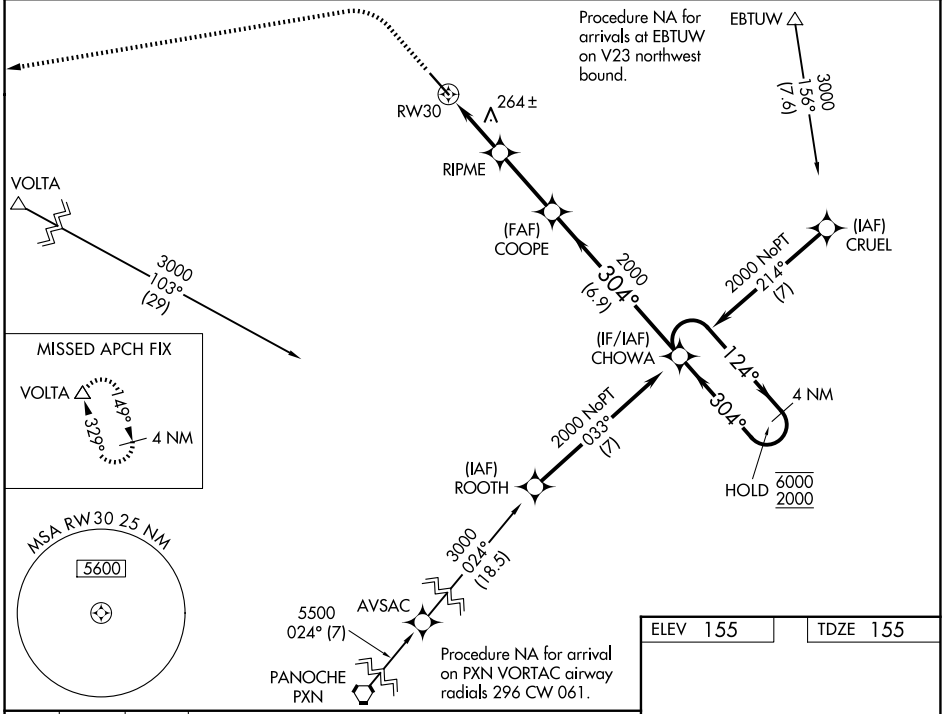 Procedure NA for
arrivals at EBTUW
on V23 northwest
bound.
EBTUW
3000
156°
(7.6)
RW30
264±
RIPME
VOLTA
3000
103°
(29)
(FAF)
COOPE
2000
304°
(6.9)
(IAF)
CRUEL
2000 NoPT
214°
(7)
(IF/IAF)
CHOWA
124°
304°
4 NM
HOLD
6000
2000
MISSED APCH FIX
VOLTA
149°
329°
4 NM
2000 NoPT
033°
(7)
(IAF)
ROOTH
MSA RW30 25 NM
5600
3000
024°
(18.5)
AVSAC
5500
024° (7)
PANOCHE
PXN
Procedure NA for arrival
on PXN VORTAC airway
radials 296 CW 061.
ELEV 155
TDZE 155